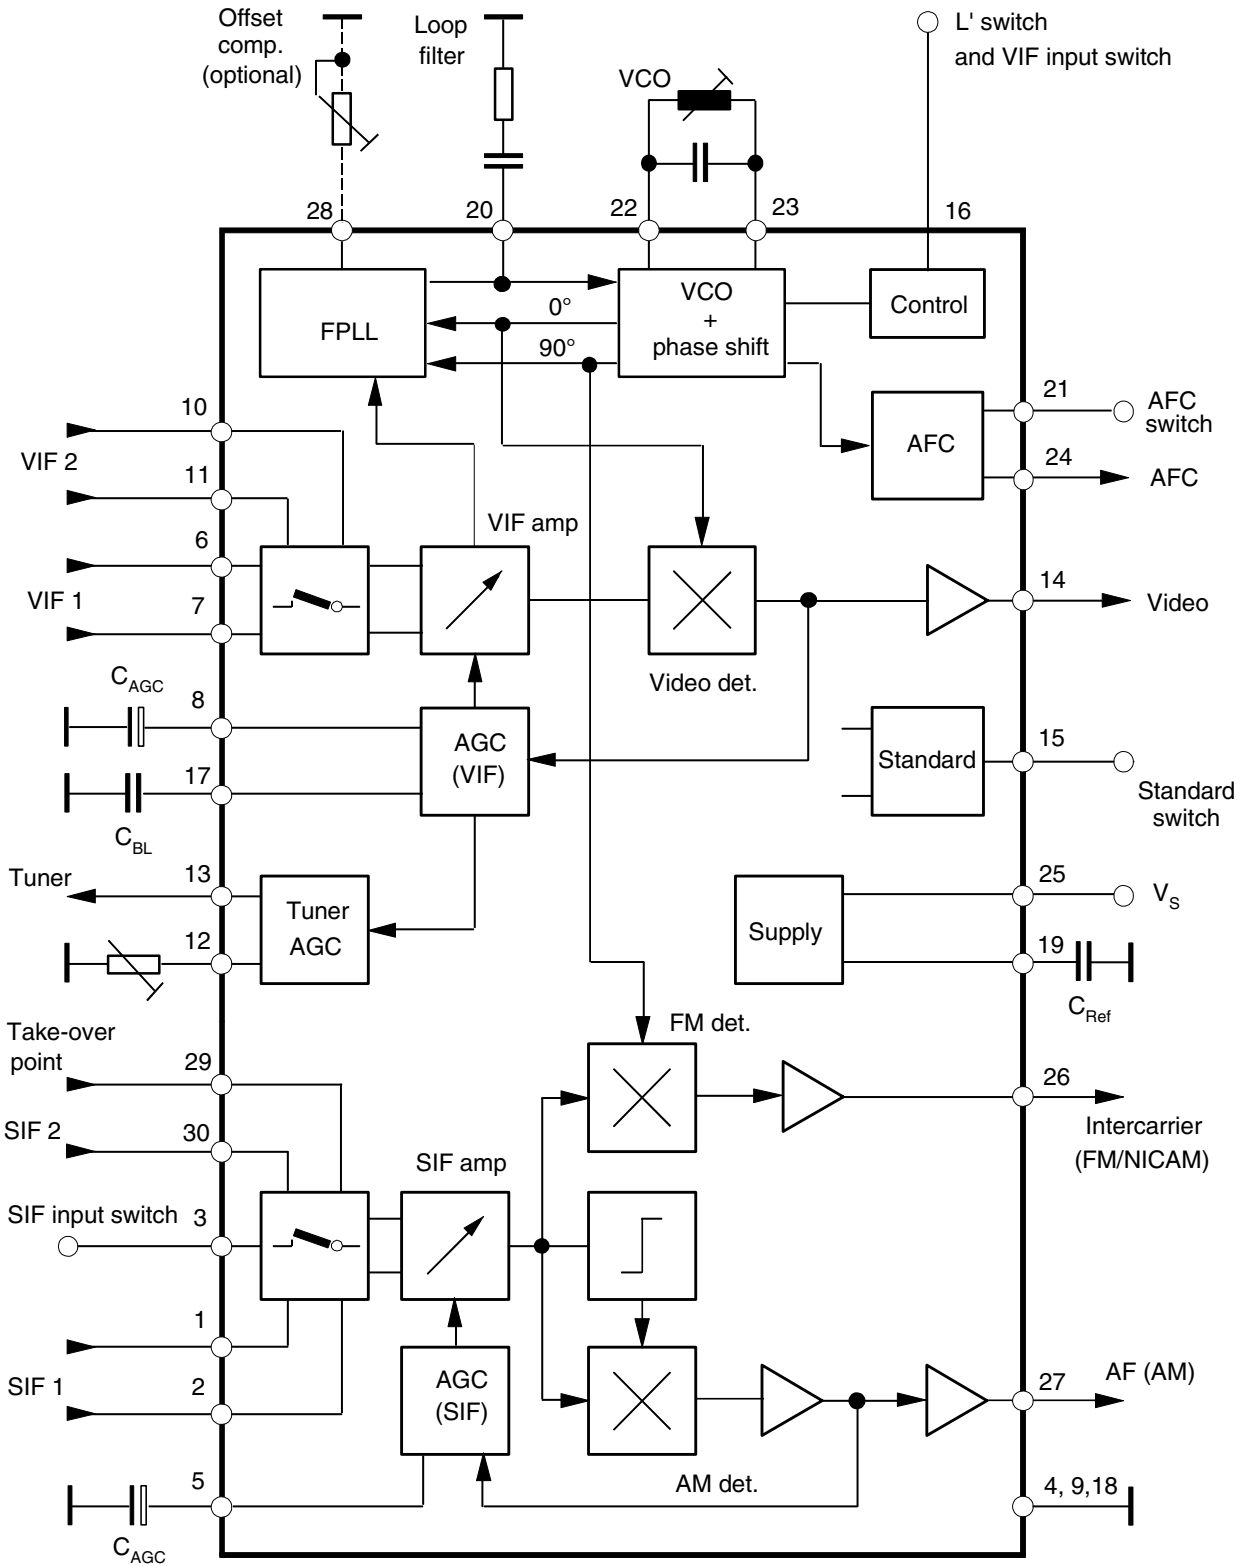 Offset
comp.
(optional)
Loop
filter
VCO
L' switch
and VIF input switch
28
20
22
23
16
FPLL
0°
90°
VCO
+
phase shift
Control
10
VIF 2
11
6
VIF 1
7
VIF amp
AFC
21
AFC
switch
24
AFC
14
Video
Video det.
C_AGC
8
17
C_BL
AGC
(VIF)
Standard
15
Standard
switch
Tuner
13
12
Tuner
AGC
Supply
25
V_S
19
C_Ref
Take-over
point
29
SIF 2
30
SIF input switch
3
SIF amp
FM det.
26
Intercarrier
(FM/NICAM)
1
SIF 1
2
AGC
(SIF)
27
AF (AM)
AM det.
5
C_AGC
4, 9,18